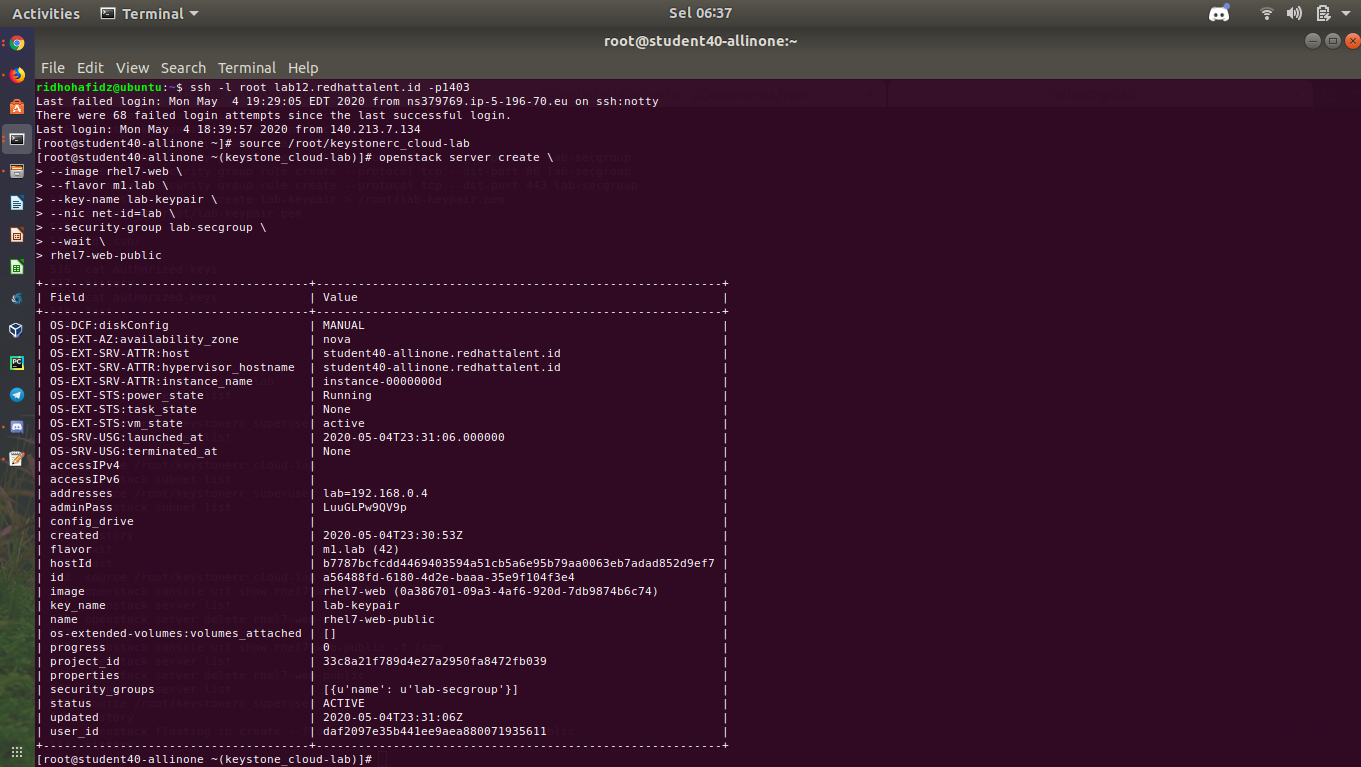 Activities Terminal Sel 06:37
root@student40-allinone:~
File Edit View Search Terminal Help
ridhohafidz@ubuntu:~$ ssh -l root lab12.redhattalent.id -p1403
Last failed login: Mon May  4 19:29:05 EDT 2020 from ns379769.ip-5-196-70.eu on ssh:notty
There were 68 failed login attempts since the last successful login.
Last login: Mon May  4 18:39:57 2020 from 140.213.7.134
[root@student40-allinone ~]# source /root/keystonerc_cloud-lab
[root@student40-allinone ~(keystone_cloud-lab)]# openstack server create \
> --image rhel7-web \
> --flavor m1.lab \
> --key-name lab-keypair \
> --nic net-id=lab \
> --security-group lab-secgroup \
> --wait \
> rhel7-web-public
+--------------------------------------+----------------------------------------------------------+
| Field | Value |
+--------------------------------------+----------------------------------------------------------+
| OS-DCF:diskConfig | MANUAL |
| OS-EXT-AZ:availability_zone | nova |
| OS-EXT-SRV-ATTR:host | student40-allinone.redhattalent.id |
| OS-EXT-SRV-ATTR:hypervisor_hostname | student40-allinone.redhattalent.id |
| OS-EXT-SRV-ATTR:instance_name | instance-0000000d |
| OS-EXT-STS:power_state | Running |
| OS-EXT-STS:task_state | None |
| OS-EXT-STS:vm_state | active |
| OS-SRV-USG:launched_at | 2020-05-04T23:31:06.000000 |
| OS-SRV-USG:terminated_at | None |
| accessIPv4 | |
| accessIPv6 | |
| addresses | lab=192.168.0.4 |
| adminPass | LuuGLPw9QV9p |
| config_drive | |
| created | 2020-05-04T23:30:53Z |
| flavor | m1.lab (42) |
| hostId | b7787bcfcdd4469403594a51cb5a6e95b79aa0063eb7adad852d9ef7 |
| id | a56488fd-6180-4d2e-baaa-35e9f104f3e4 |
| image | rhel7-web (0a386701-09a3-4af6-920d-7db9874b6c74) |
| key_name | lab-keypair |
| name | rhel7-web-public |
| os-extended-volumes:volumes_attached | [] |
| progress | 0 |
| project_id | 33c8a21f789d4e27a2950fa8472fb039 |
| properties | |
| security_groups | [{u'name': u'lab-secgroup'}] |
| status | ACTIVE |
| updated | 2020-05-04T23:31:06Z |
| user_id | daf2097e35b441ee9aea880071935611 |
+--------------------------------------+----------------------------------------------------------+
[root@student40-allinone ~(keystone_cloud-lab)]#